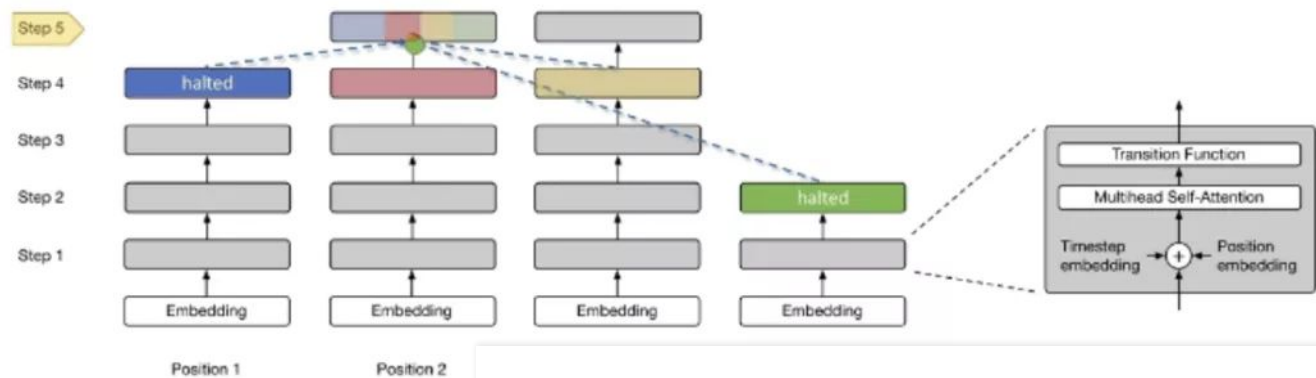 Step 5
Step 4
halted
Step 3
Step 2
halted
Step 1
Embedding
Embedding
Embedding
Embedding
Position 1
Position 2
Transition Function
Multihead Self-Attention
Timestep
embedding
+
Position
embedding